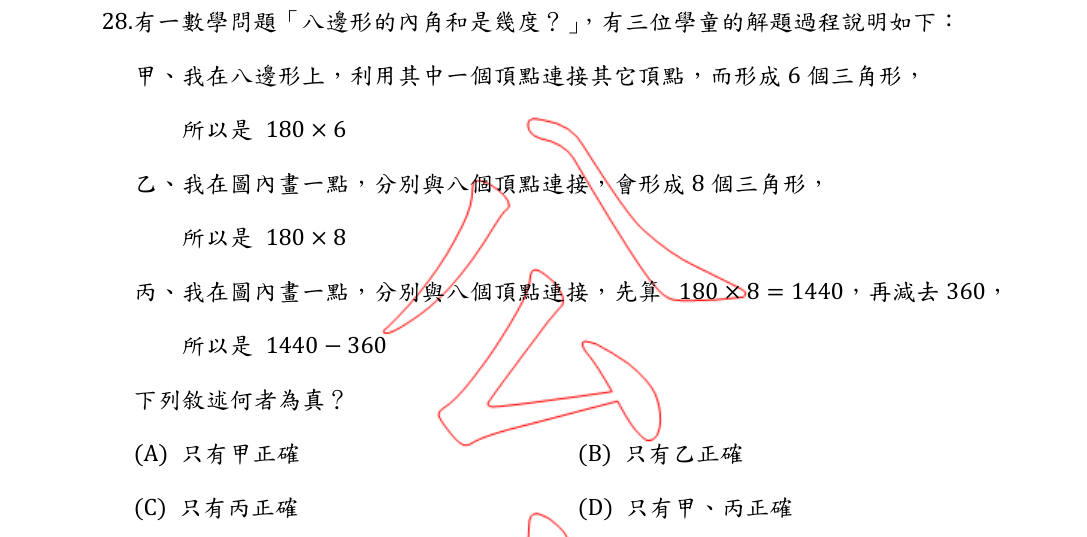 28.有一數學問題「八邊形的內角和是幾度？」，有三位學童的解題過程說明如下：
甲、我在八邊形上，利用其中一個頂點連接其它頂點，而形成 6 個三角形，
所以是 180 × 6
乙、我在圖內畫一點，分別與八個頂點連接，會形成 8 個三角形，
所以是 180 × 8
丙、我在圖內畫一點，分別與八個頂點連接，先算 180 × 8 = 1440，再減去 360，
所以是 1440 − 360
下列敘述何者為真？
(A) 只有甲正確 (B) 只有乙正確
(C) 只有丙正確 (D) 只有甲、丙正確
公